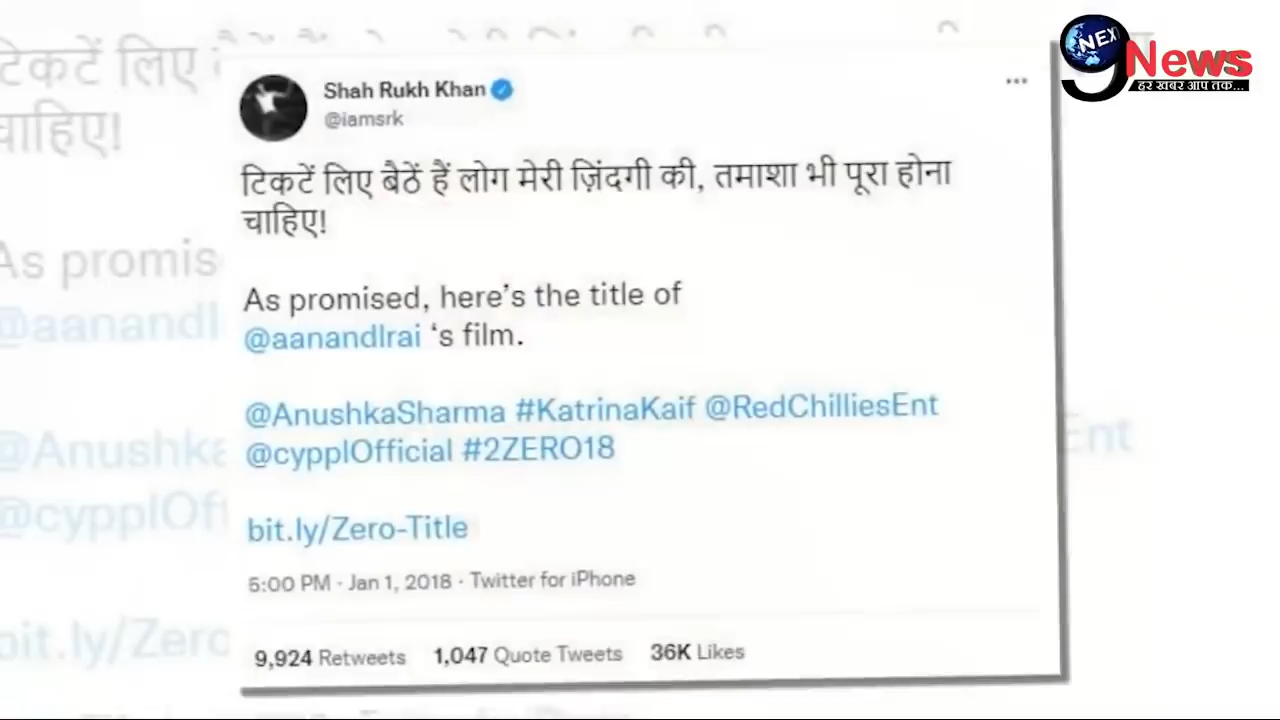 NEXT
9 News
हर खबर आप तक...
Shah Rukh Khan
@iamsrk
टिकटें लिए बैठें हैं लोग मेरी ज़िंदगी की, तमाशा भी पूरा होना
चाहिए!
As promised, here's the title of
@aanandlrai 's film.
@AnushkaSharma #KatrinaKaif @RedChilliesEnt
@cypplOfficial #2ZERO18
bit.ly/Zero-Title
5:00 PM · Jan 1, 2018 · Twitter for iPhone
9,924 Retweets 1,047 Quote Tweets 36K Likes